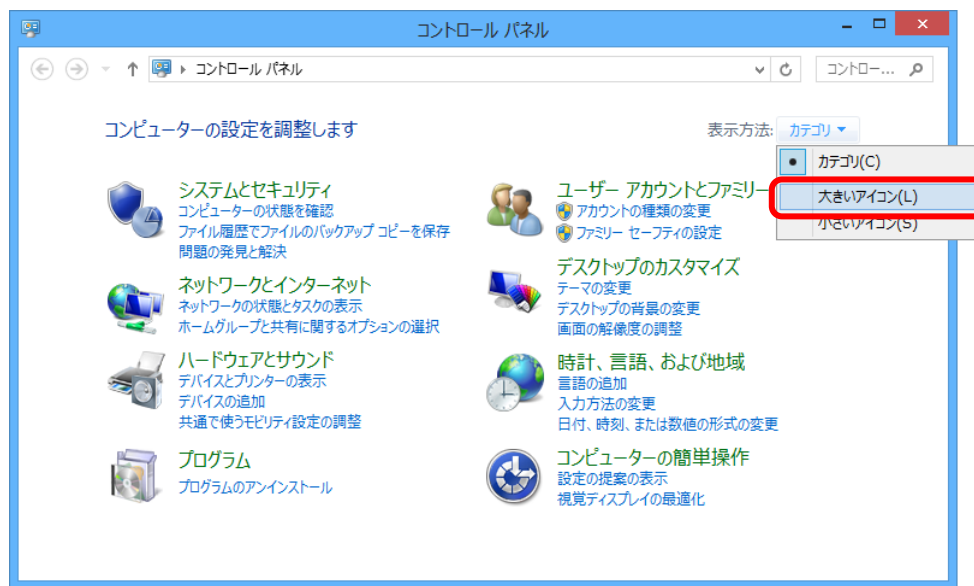 コントロール パネル
コントロール パネル
コントロー...
コンピューターの設定を調整します
表示方法: カテゴリ
カテゴリ(C)
大きいアイコン(L)
小さいアイコン(S)
システムとセキュリティ
コンピューターの状態を確認
ファイル履歴でファイルのバックアップ コピーを保存
問題の発見と解決
ネットワークとインターネット
ネットワークの状態とタスクの表示
ホームグループと共有に関するオプションの選択
ハードウェアとサウンド
デバイスとプリンターの表示
デバイスの追加
共通で使うモビリティ設定の調整
プログラム
プログラムのアンインストール
ユーザー アカウントとファミリー
アカウントの種類の変更
ファミリー セーフティの設定
デスクトップのカスタマイズ
テーマの変更
デスクトップの背景の変更
画面の解像度の調整
時計、言語、および地域
言語の追加
入力方法の変更
日付、時刻、または数値の形式の変更
コンピューターの簡単操作
設定の提案の表示
視覚ディスプレイの最適化